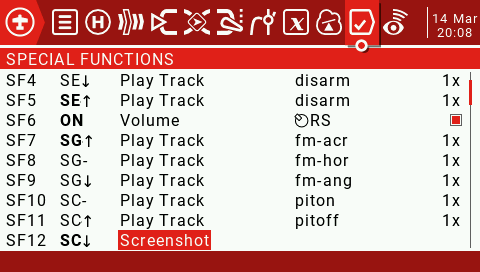 14 Mar
20:08
SPECIAL FUNCTIONS
SF4 SE↓ Play Track disarm 1x
SF5 SE↑ Play Track disarm 1x
SF6 ON Volume RS
SF7 SG↑ Play Track fm-acr 1x
SF8 SG- Play Track fm-hor 1x
SF9 SG↓ Play Track fm-ang 1x
SF10 SC- Play Track piton 1x
SF11 SC↑ Play Track pitoff 1x
SF12 SC↓ Screenshot